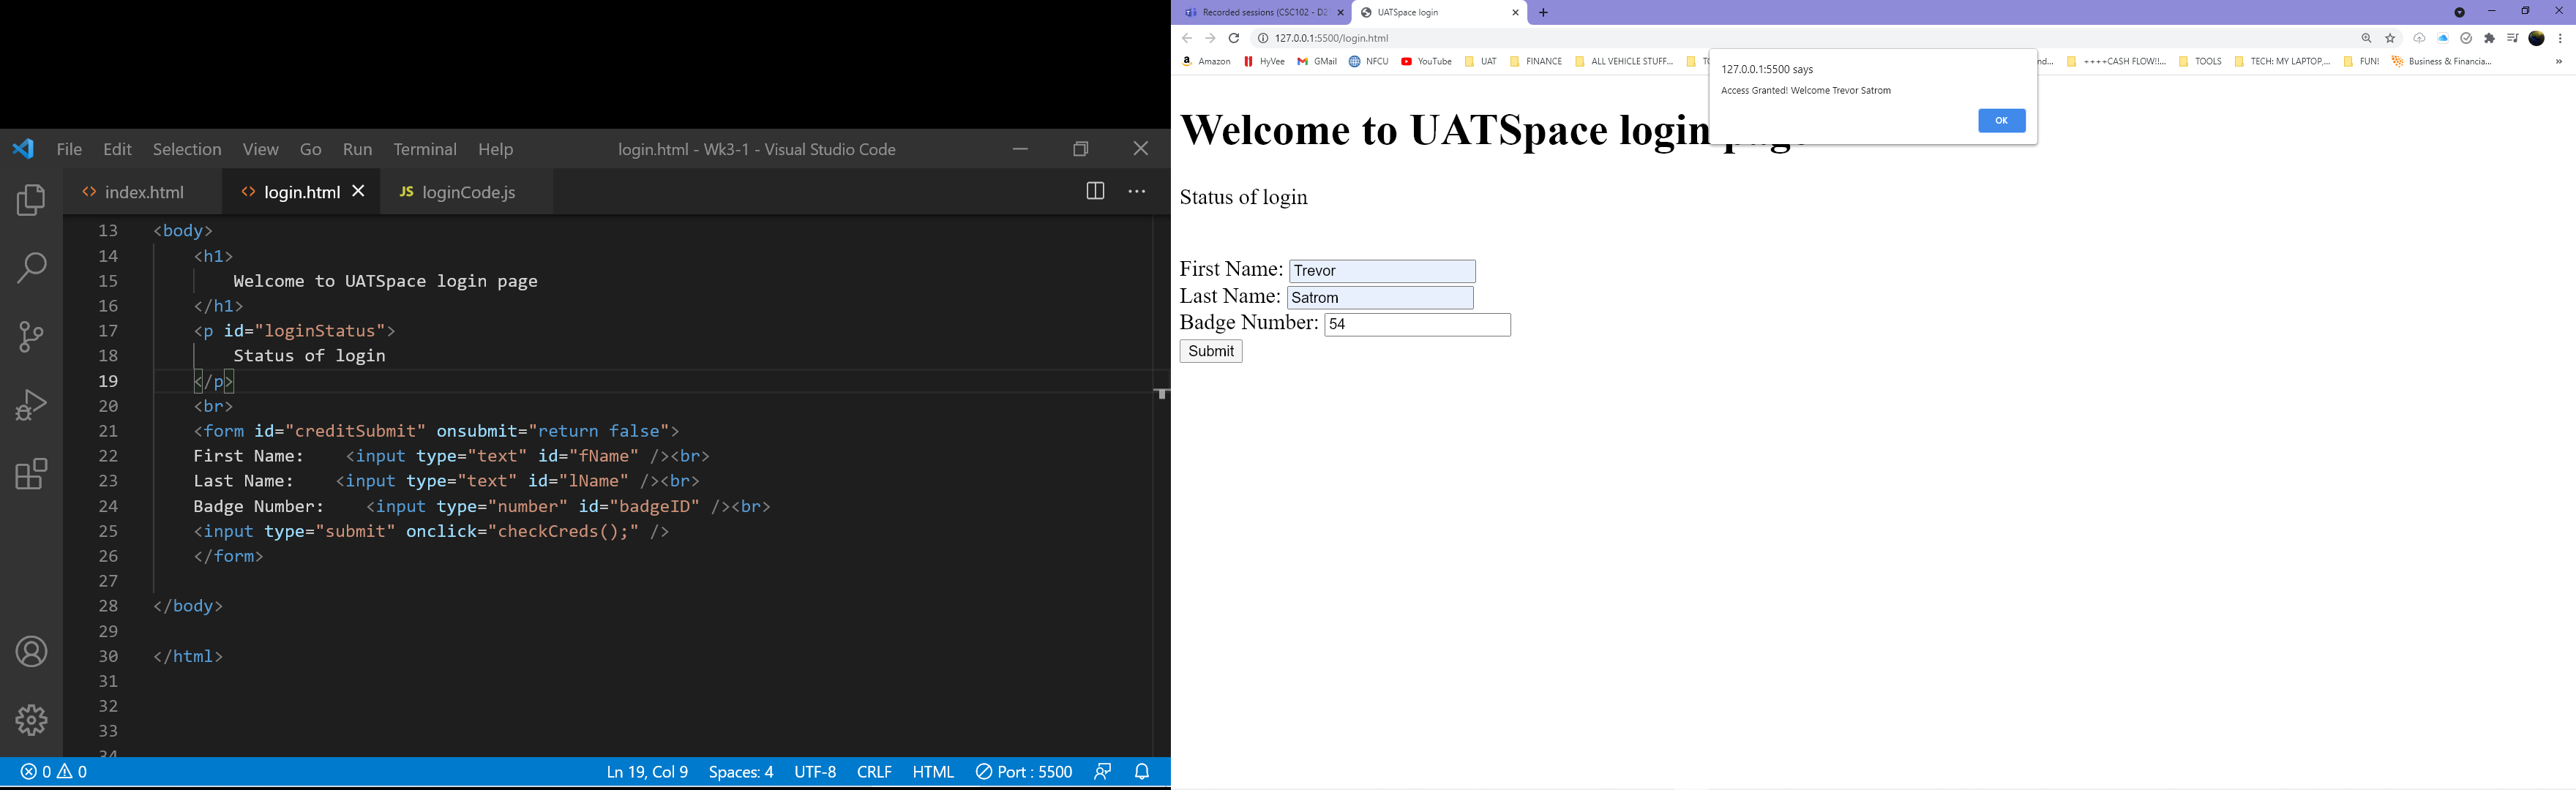 File Edit Selection View Go Run Terminal Help login.html - Wk3-1 - Visual Studio Code
index.html login.html JS loginCode.js
13 <body>
14 <h1>
15 Welcome to UATSpace login page
16 </h1>
17 <p id="loginStatus">
18 Status of login
19 </p>
20 <br>
21 <form id="creditSubmit" onsubmit="return false">
22 First Name: <input type="text" id="fName" /><br>
23 Last Name: <input type="text" id="lName" /><br>
24 Badge Number: <input type="number" id="badgeID" /><br>
25 <input type="submit" onclick="checkCreds();" />
26 </form>
27
28 </body>
29
30 </html>
31
32
33
34
0 0 Ln 19, Col 9 Spaces: 4 UTF-8 CRLF HTML Port : 5500
Recorded sessions (CSC102 - D2 UATSpace login
127.0.0.1:5500/login.html
Amazon HyVee GMail NFCU YouTube UAT FINANCE ALL VEHICLE STUFF... nd... ++++CASH FLOW!!... TOOLS TECH: MY LAPTOP,... FUN! Business & Financia... »
127.0.0.1:5500 says
Access Granted! Welcome Trevor Satrom
OK
Welcome to UATSpace login page
Status of login
First Name: Trevor
Last Name: Satrom
Badge Number: 54
Submit